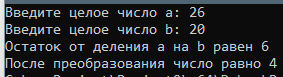 Введите целое число a: 26
Введите целое число b: 20
Остаток от деления a на b равен 6
После преобразования число равно 4